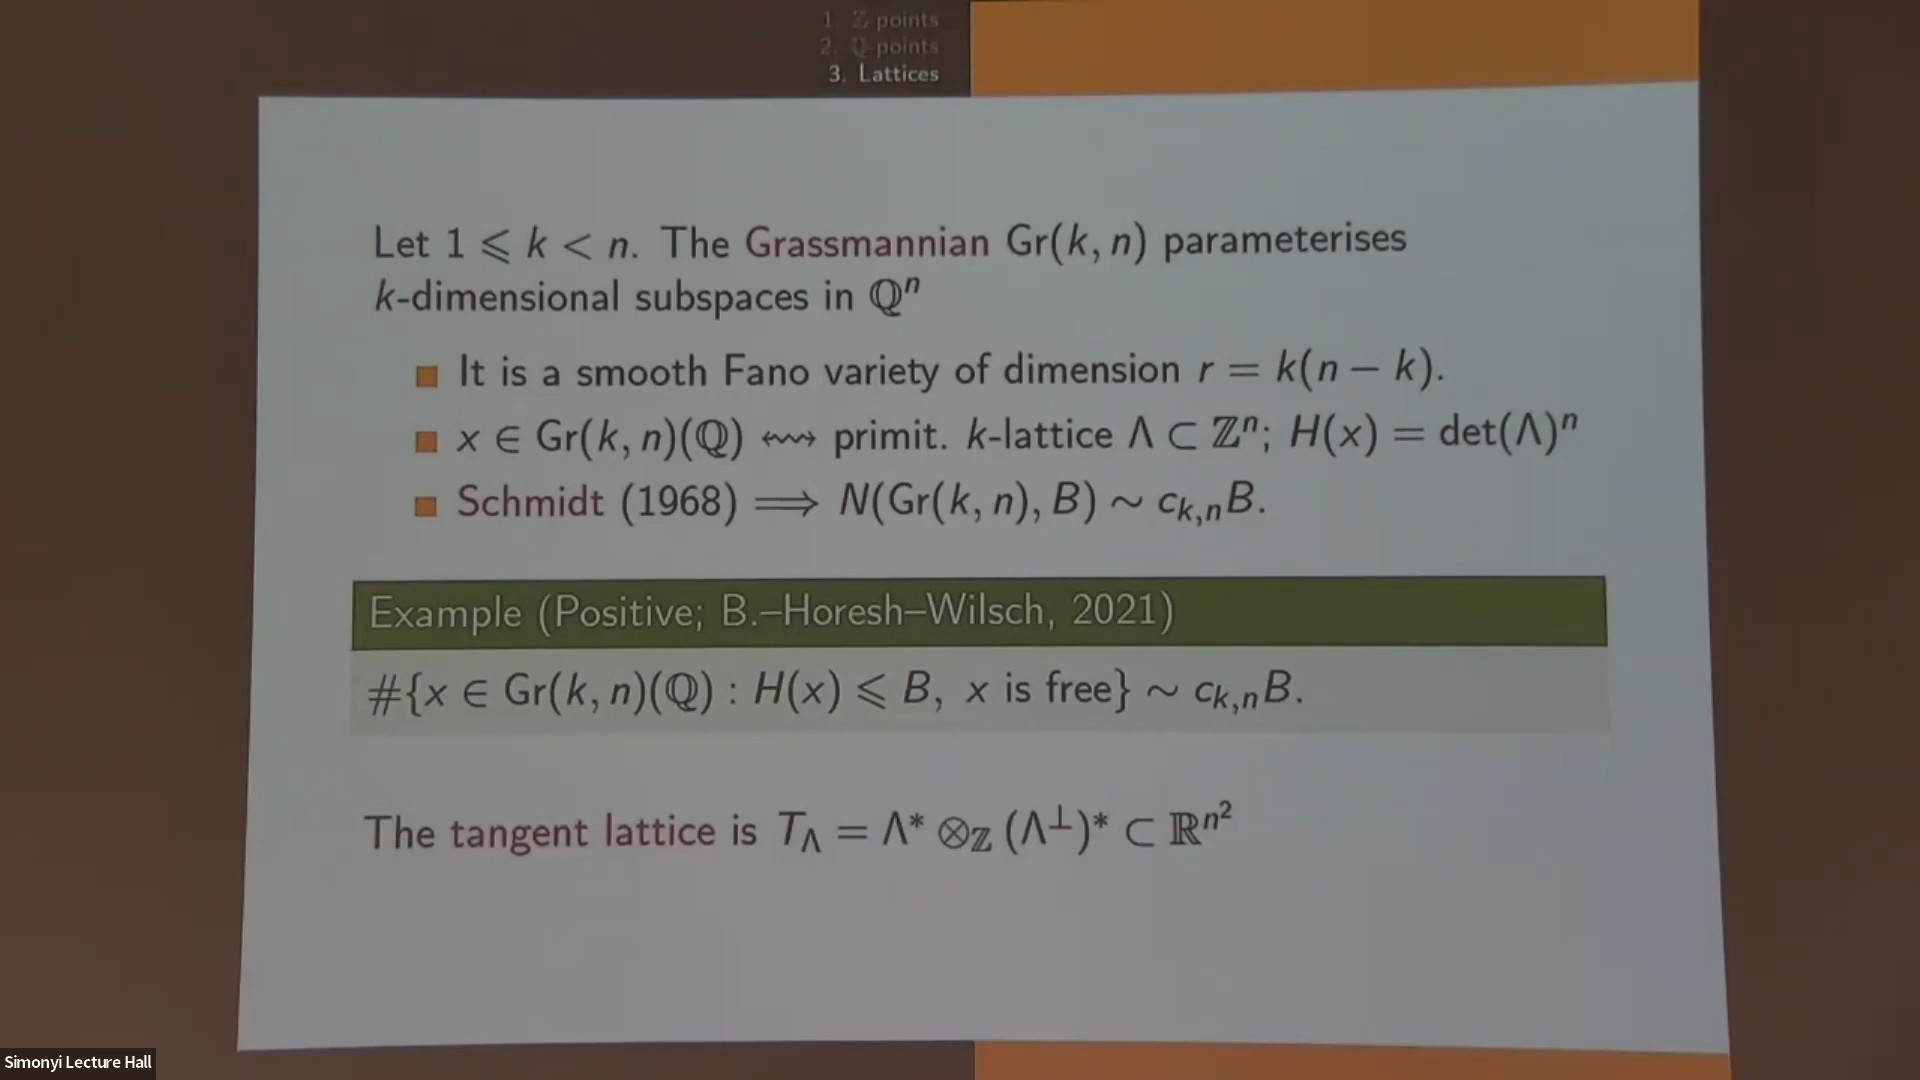 1. Z-points
2. Q-points
3. Lattices
Let 1 ⩽ k < n. The Grassmannian Gr(k, n) parameterises
k-dimensional subspaces in ℚⁿ
It is a smooth Fano variety of dimension r = k(n − k).
x ∈ Gr(k, n)(ℚ) ↭ primit. k-lattice Λ ⊂ ℤⁿ; H(x) = det(Λ)ⁿ
Schmidt (1968) ⟹ N(Gr(k, n), B) ∼ c_{k,n}B.
Example (Positive; B.–Horesh–Wilsch, 2021)
#{x ∈ Gr(k, n)(ℚ) : H(x) ⩽ B, x is free} ∼ c_{k,n}B.
The tangent lattice is T_Λ = Λ* ⊗_ℤ (Λ^⊥)* ⊂ ℝ^{n²}
Simonyi Lecture Hall